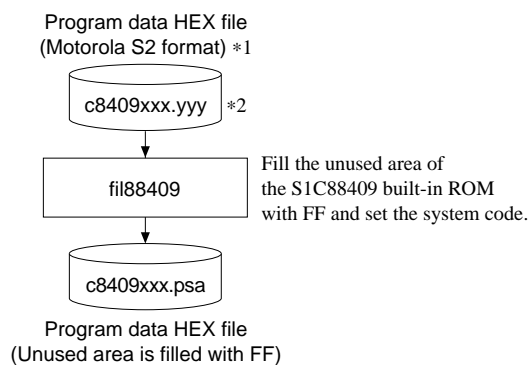 Program data HEX file
(Motorola S2 format) *1
c8409xxx.yyy *2
fil88409
Fill the unused area of
the S1C88409 built-in ROM
with FF and set the system code.
c8409xxx.psa
Program data HEX file
(Unused area is filled with FF)